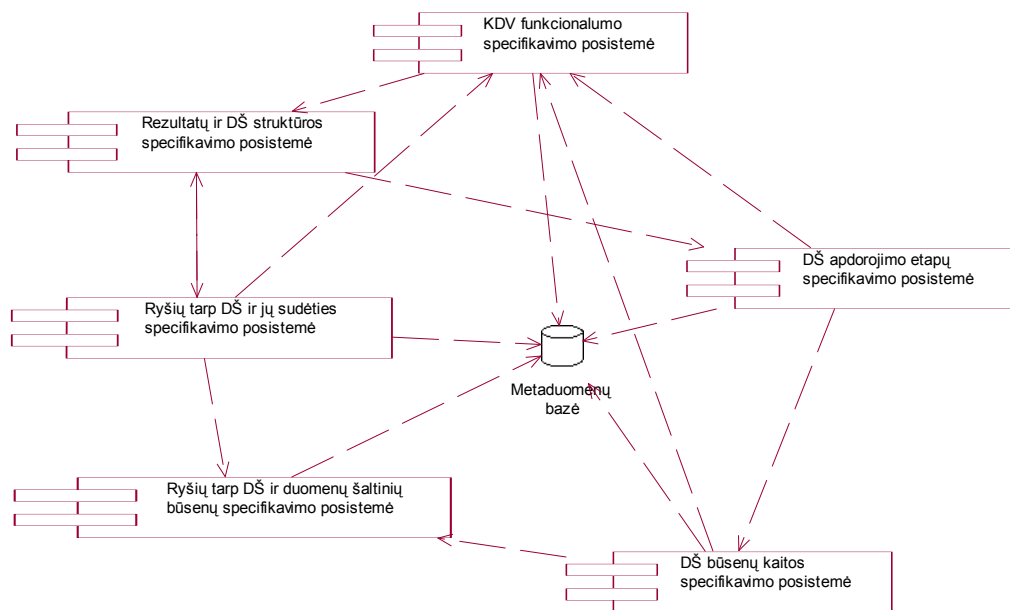 KDV funkcionalumo
specifikavimo posistemė
Rezultatų ir DŠ struktūros
specifikavimo posistemė
DŠ apdorojimo etapų
specifikavimo posistemė
Ryšių tarp DŠ ir jų sudėties
specifikavimo posistemė
Metaduomenų
bazė
Ryšių tarp DŠ ir duomenų šaltinių
būsenų specifikavimo posistemė
DŠ būsenų kaitos
specifikavimo posistemė